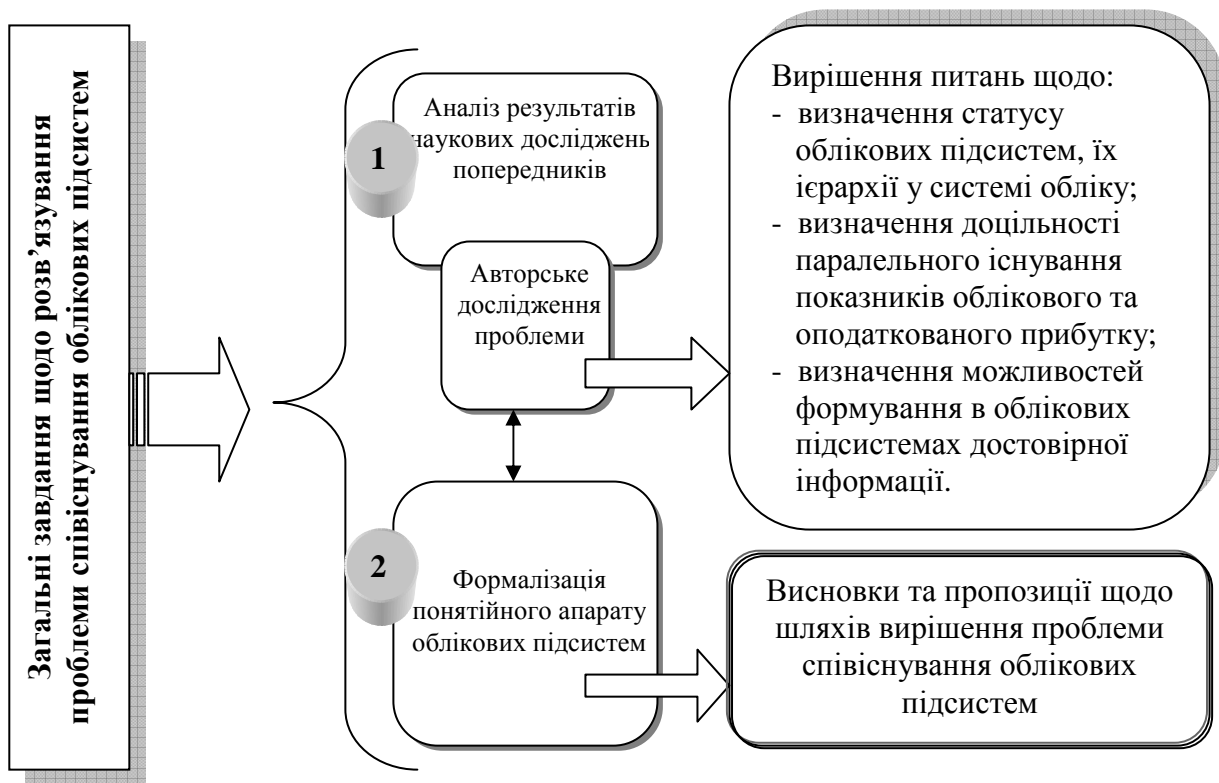 Загальні завдання щодо розв’язування
проблеми співіснування облікових підсистем
1
Аналіз результатів
наукових досліджень
попередників
Авторське
дослідження
проблеми
2
Формалізація
понятійного апарату
облікових підсистем
Вирішення питань щодо:
- визначення статусу
облікових підсистем, їх
ієрархії у системі обліку;
- визначення доцільності
паралельного існування
показників облікового та
оподаткованого прибутку;
- визначення можливостей
формування в облікових
підсистемах достовірної
інформації.
Висновки та пропозиції щодо
шляхів вирішення проблеми
співіснування облікових
підсистем